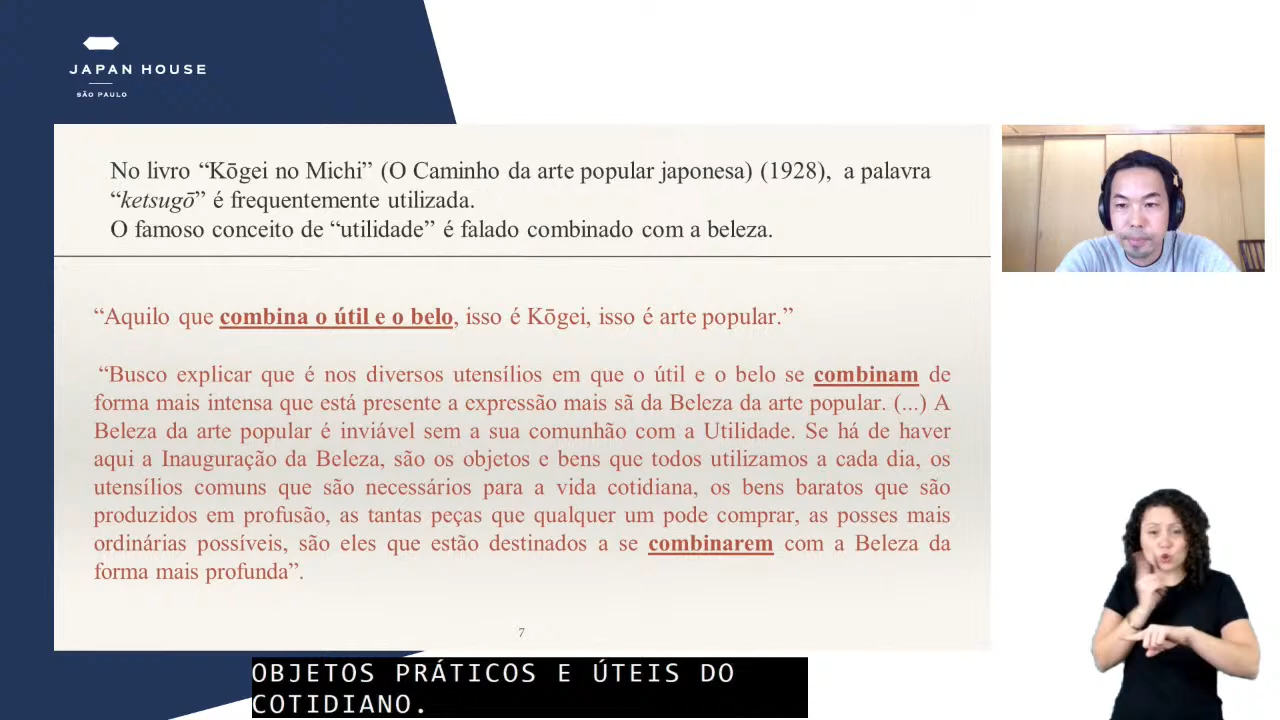 JAPAN HOUSE
SÃO PAULO
No livro “Kōgei no Michi” (O Caminho da arte popular japonesa) (1928), a palavra
“ketsugō” é frequentemente utilizada.
O famoso conceito de “utilidade” é falado combinado com a beleza.
“Aquilo que combina o útil e o belo, isso é Kōgei, isso é arte popular.”
“Busco explicar que é nos diversos utensílios em que o útil e o belo se combinam de
forma mais intensa que está presente a expressão mais sã da Beleza da arte popular. (...) A
Beleza da arte popular é inviável sem a sua comunhão com a Utilidade. Se há de haver
aqui a Inauguração da Beleza, são os objetos e bens que todos utilizamos a cada dia, os
utensílios comuns que são necessários para a vida cotidiana, os bens baratos que são
produzidos em profusão, as tantas peças que qualquer um pode comprar, as posses mais
ordinárias possíveis, são eles que estão destinados a se combinarem com a Beleza da
forma mais profunda”.
7
OBJETOS PRÁTICOS E ÚTEIS DO
COTIDIANO.